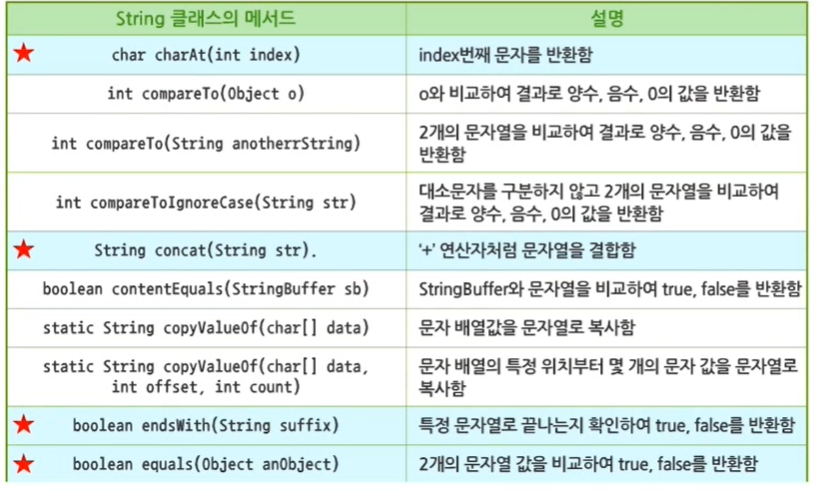 String 클래스의 메서드
설명
★ char charAt(int index)
index번째 문자를 반환함
int compareTo(Object o)
o와 비교하여 결과로 양수, 음수, 0의 값을 반환함
int compareTo(String anotherrString)
2개의 문자열을 비교하여 결과로 양수, 음수, 0의 값을
반환함
int compareToIgnoreCase(String str)
대소문자를 구분하지 않고 2개의 문자열을 비교하여
결과로 양수, 음수, 0의 값을 반환함
★ String concat(String str).
'+' 연산자처럼 문자열을 결합함
boolean contentEquals(StringBuffer sb)
StringBuffer와 문자열을 비교하여 true, false를 반환함
static String copyValueOf(char[] data)
문자 배열값을 문자열로 복사함
static String copyValueOf(char[] data,
int offset, int count)
문자 배열의 특정 위치부터 몇 개의 문자 값을 문자열로
복사함
★ boolean endsWith(String suffix)
특정 문자열로 끝나는지 확인하여 true, false를 반환함
★ boolean equals(Object anObject)
2개의 문자열 값을 비교하여 true, false를 반환함